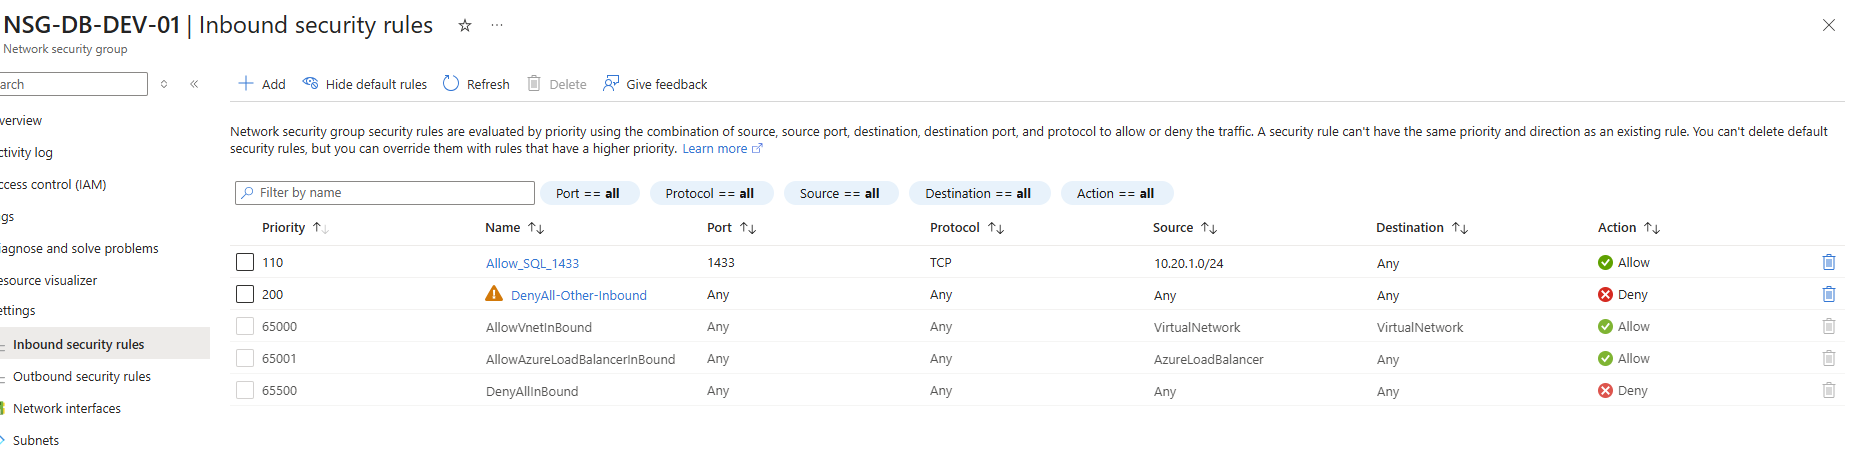 NSG-DB-DEV-01 | Inbound security rules
Network security group
arch
Add Hide default rules Refresh Delete Give feedback
verview
ctivity log
ccess control (IAM)
gs
iagnose and solve problems
esource visualizer
ettings
Inbound security rules
Outbound security rules
Network interfaces
Subnets
Network security group security rules are evaluated by priority using the combination of source, source port, destination, destination port, and protocol to allow or deny the traffic. A security rule can't have the same priority and direction as an existing rule. You can't delete default
security rules, but you can override them with rules that have a higher priority. Learn more
Filter by name Port == all Protocol == all Source == all Destination == all Action == all
Priority Name Port Protocol Source Destination Action
110 Allow_SQL_1433 1433 TCP 10.20.1.0/24 Any Allow
200 DenyAll-Other-Inbound Any Any Any Any Deny
65000 AllowVnetInBound Any Any VirtualNetwork VirtualNetwork Allow
65001 AllowAzureLoadBalancerInBound Any Any AzureLoadBalancer Any Allow
65500 DenyAllInBound Any Any Any Any Deny